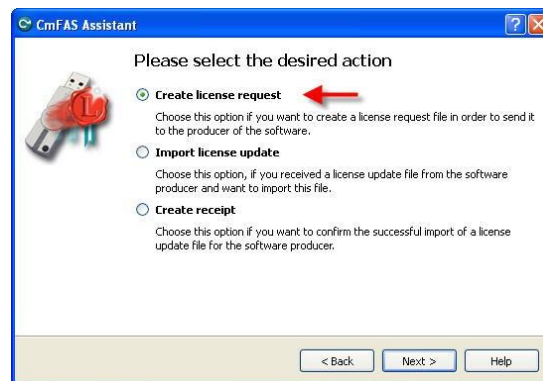 CmFAS Assistant
Please select the desired action
Create license request
Choose this option if you want to create a license request file in order to send it
to the producer of the software.
Import license update
Choose this option, if you received a license update file from the software
producer and want to import this file.
Create receipt
Choose this option if you want to confirm the successful import of a license
update file for the software producer.
< Back
Next >
Help